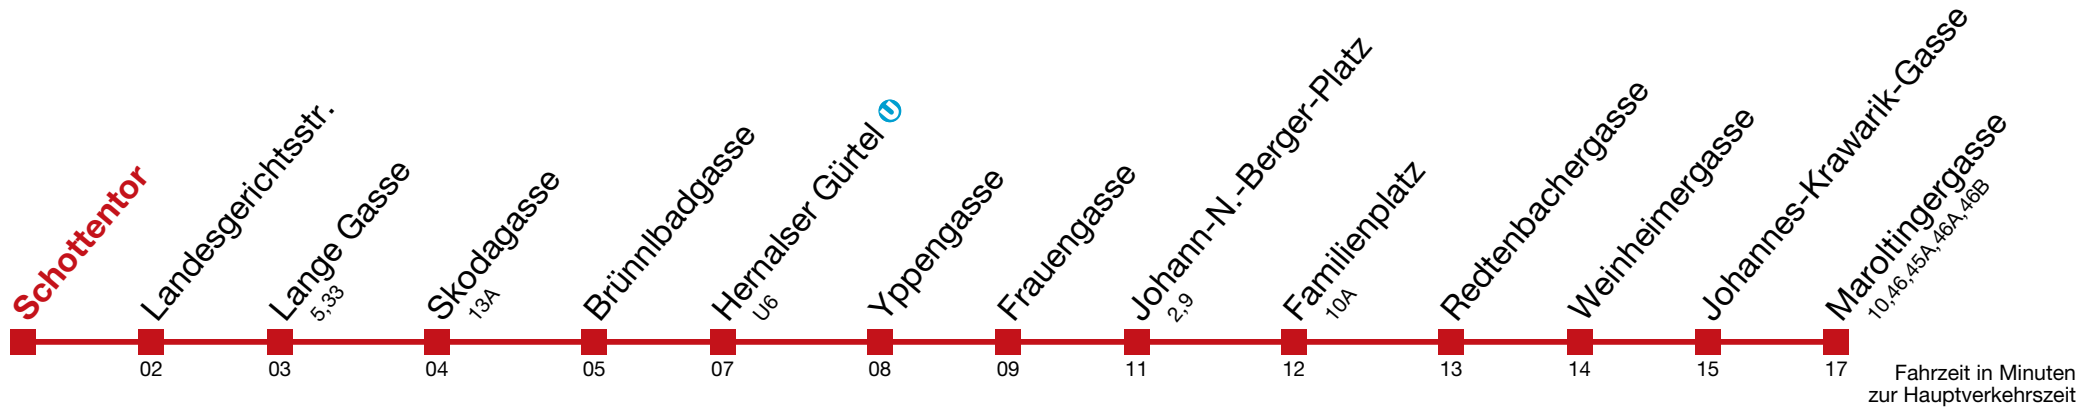 Schottentor
Landesgerichtsstr.
02
Lange Gasse
5,33
03
Skodagasse
13A
04
Brünnlbadgasse
05
Hernalser Gürtel U
U6
07
Yppengasse
08
Frauengasse
09
Johann-N.-Berger-Platz
2,9
11
Familienplatz
10A
12
Redtenbachergasse
13
Weinheimergasse
14
Johannes-Krawarik-Gasse
15
Maroltingergasse
10,46,45A,46A,46B
17
Fahrzeit in Minuten
zur Hauptverkehrszeit